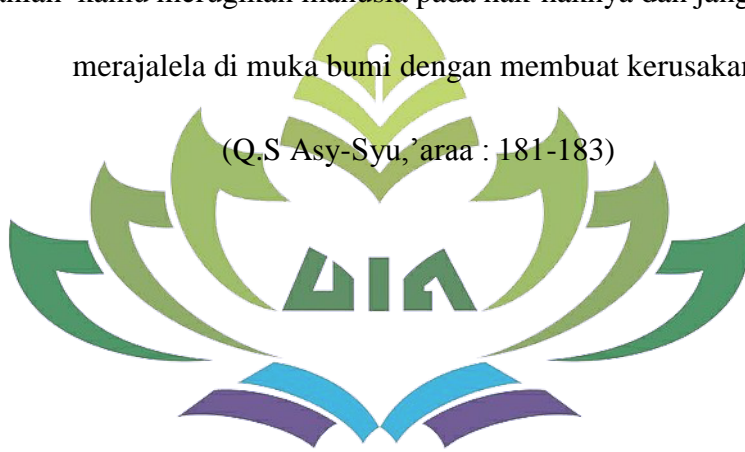 kamu merugikan manusia pada hak-haknya dan
merajalela di muka bumi dengan membuat kerusakan
(Q.S Asy-Syu,’araa : 181-183)
UIN